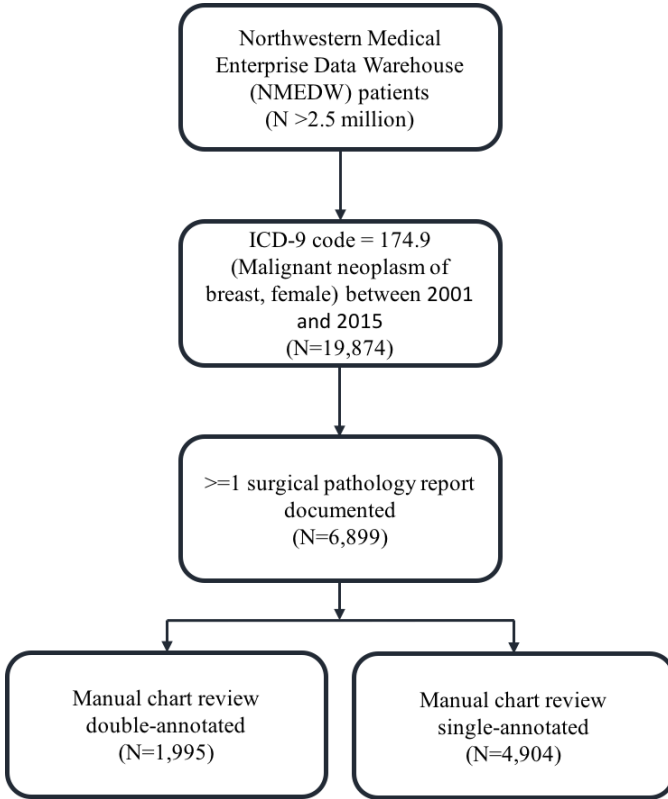 Northwestern Medical
Enterprise Data Warehouse
(NMEDW) patients
(N >2.5 million)
ICD-9 code = 174.9
(Malignant neoplasm of
breast, female) between 2001
and 2015
(N=19,874)
>=1 surgical pathology report
documented
(N=6,899)
Manual chart review
double-annotated
(N=1,995)
Manual chart review
single-annotated
(N=4,904)